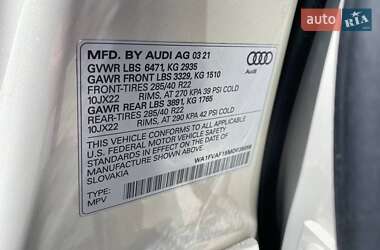 auto RIA
MFD. BY AUDI AG 03 21
GVWR LBS 6471, KG 2935
GAWR FRONT LBS 3329, KG 1510
FRONT-TIRES 285/40 R22
10JX22 RIMS, AT 270 KPA 39 PSI COLD
GAWR REAR LBS 3891, KG 1765
REAR-TIRES 285/40 R22
10JX22 RIMS, AT 290 KPA 42 PSI COLD
THIS VEHICLE CONFORMS TO ALL APPLICABLE
U.S. FEDERAL MOTOR VEHICLE SAFETY
IN EFFECT ON THE DATE OF
MANUFACTURE SHOWN ABOVE.
SLOVAKIA
TYPE:
MPV
Audi